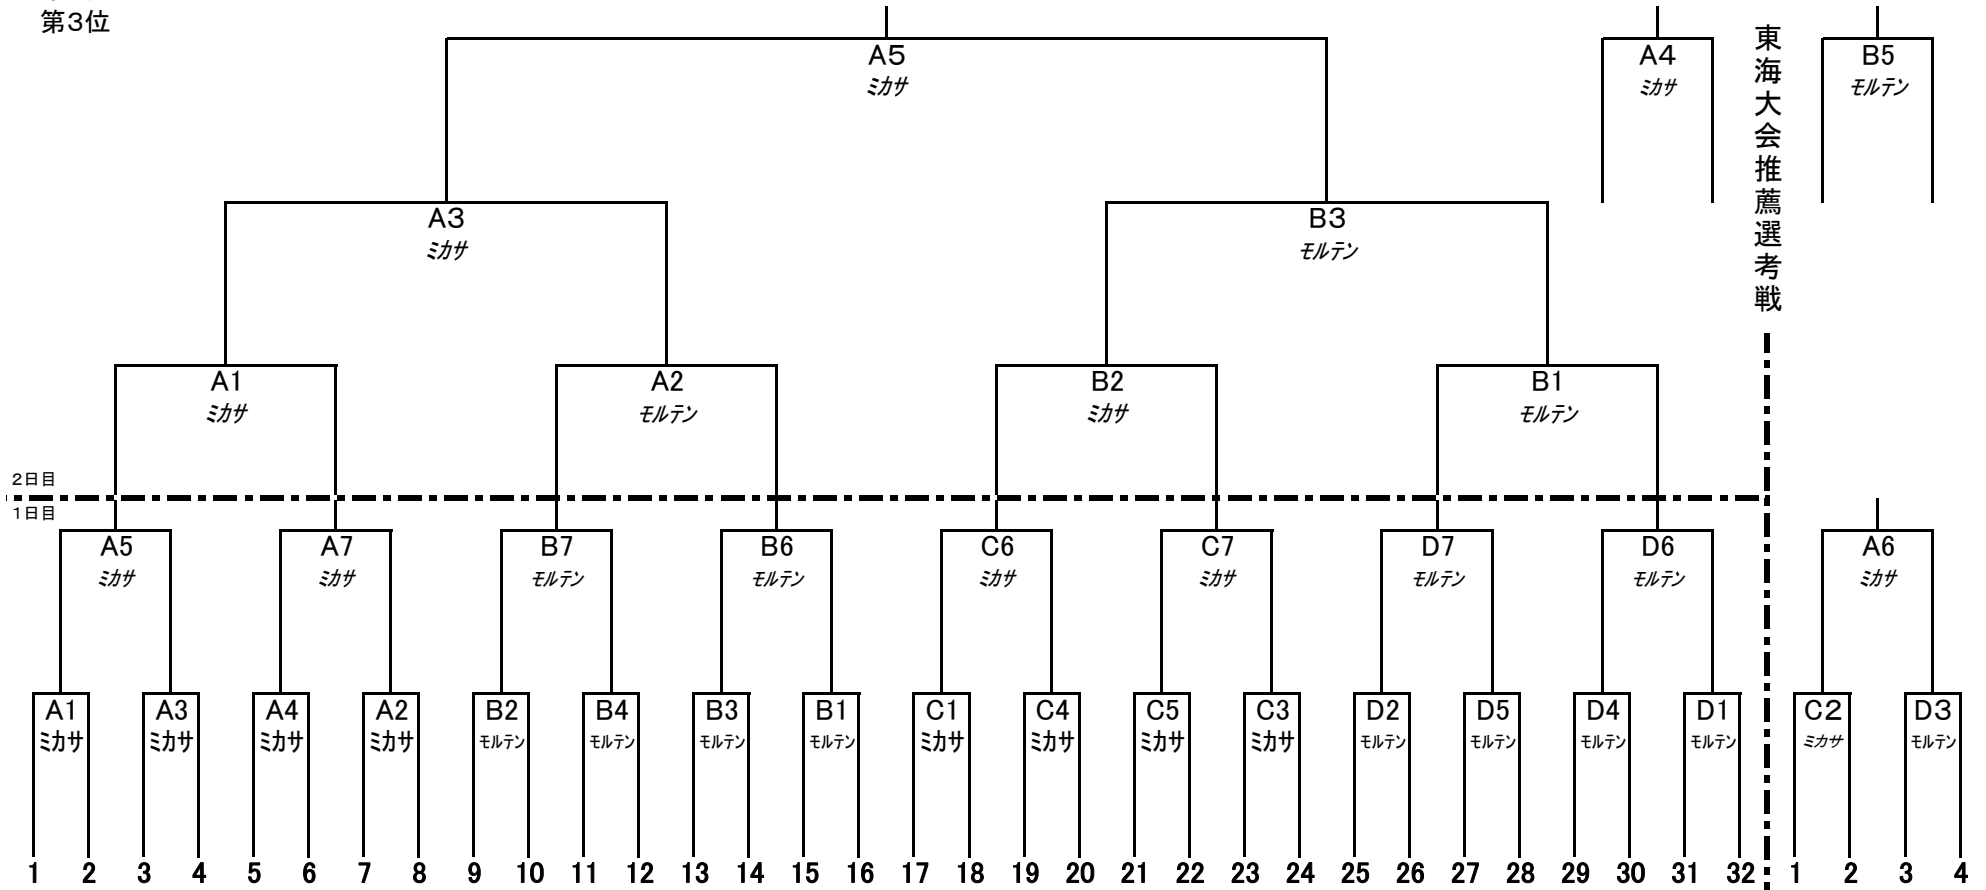 第3位
A5
ﾐｶｻ
A4
ﾐｶｻ
東海大会推薦選考戦
B5
ﾓﾙﾃﾝ
A3
ﾐｶｻ
B3
ﾓﾙﾃﾝ
A1
ﾐｶｻ
A2
ﾓﾙﾃﾝ
B2
ﾐｶｻ
B1
ﾓﾙﾃﾝ
2日目
1日目
A5 A7 B7 B6 C6 C7 D7 D6 A6
ﾐｶｻ ﾐｶｻ ﾓﾙﾃﾝ ﾓﾙﾃﾝ ﾐｶｻ ﾐｶｻ ﾓﾙﾃﾝ ﾓﾙﾃﾝ ﾐｶｻ
A1 A3 A4 A2 B2 B4 B3 B1 C1 C4 C5 C3 D2 D5 D4 D1 C2 D3
ﾐｶｻ ﾐｶｻ ﾐｶｻ ﾐｶｻ ﾓﾙﾃﾝ ﾓﾙﾃﾝ ﾓﾙﾃﾝ ﾓﾙﾃﾝ ﾐｶｻ ﾐｶｻ ﾐｶｻ ﾐｶｻ ﾓﾙﾃﾝ ﾓﾙﾃﾝ ﾓﾙﾃﾝ ﾓﾙﾃﾝ ﾐｶｻ ﾓﾙﾃﾝ
1 2 3 4 5 6 7 8 9 10 11 12 13 14 15 16 17 18 19 20 21 22 23 24 25 26 27 28 29 30 31 32 1 2 3 4